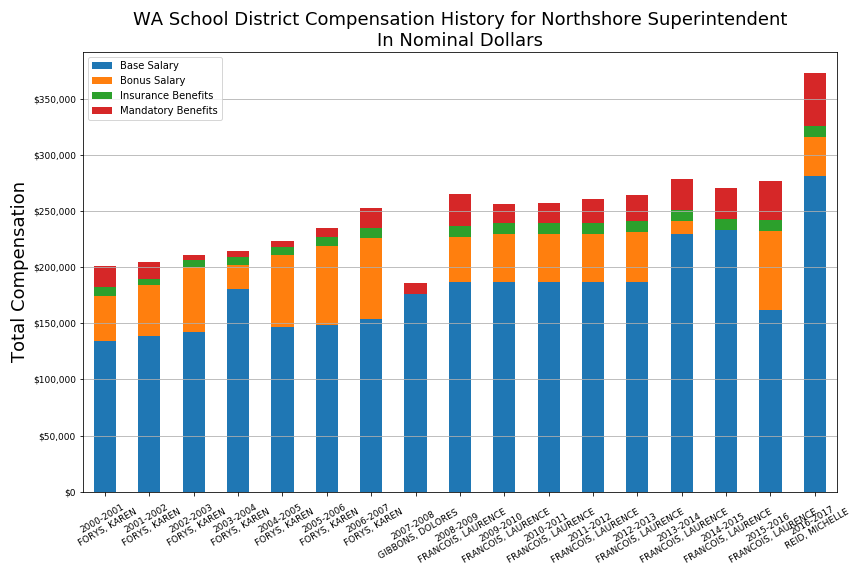 WA School District Compensation History for Northshore Superintendent
In Nominal Dollars
Base Salary
Bonus Salary
Insurance Benefits
Mandatory Benefits
Total Compensation
$350,000
$300,000
$250,000
$200,000
$150,000
$100,000
$50,000
$0
2000-2001
FORYS, KAREN
2001-2002
FORYS, KAREN
2002-2003
FORYS, KAREN
2003-2004
FORYS, KAREN
2004-2005
FORYS, KAREN
2005-2006
FORYS, KAREN
2006-2007
FORYS, KAREN
2007-2008
GIBBONS, DOLORES
2008-2009
FRANCOIS, LAURENCE
2009-2010
FRANCOIS, LAURENCE
2010-2011
FRANCOIS, LAURENCE
2011-2012
FRANCOIS, LAURENCE
2012-2013
FRANCOIS, LAURENCE
2013-2014
FRANCOIS, LAURENCE
2014-2015
FRANCOIS, LAURENCE
2015-2016
FRANCOIS, LAURENCE
2016-2017
REID, MICHELLE